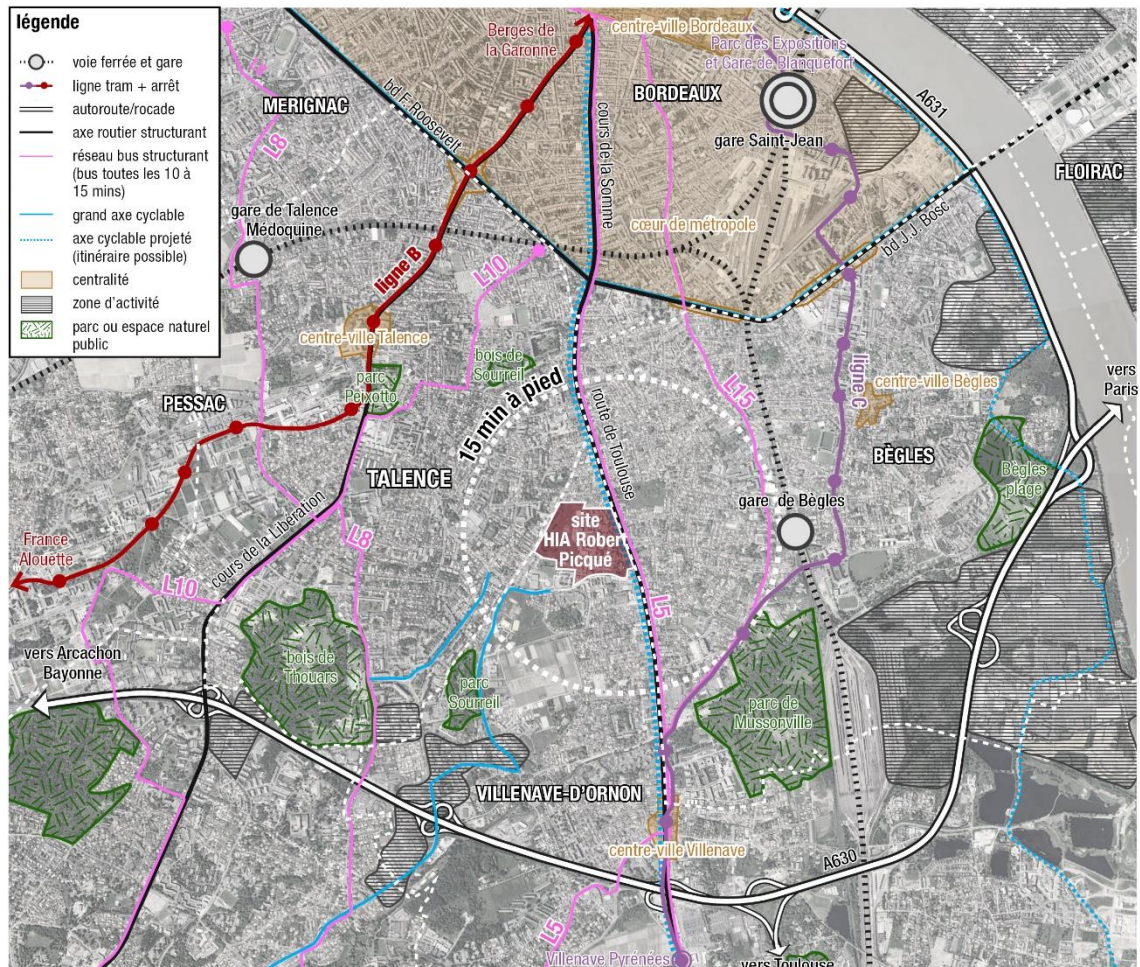 légende
voie ferrée et gare
ligne tram + arrêt
autoroute/rocade
axe routier structurant
réseau bus structurant
(bus toutes les 10 à
15 mins)
grand axe cyclable
axe cyclable projeté
(itinéraire possible)
centralité
zone d'activité
parc ou espace naturel
public
Berges de
la Garonne
centre-ville Bordeaux
Parc des Expositions
et Gare de Blanquefort
MERIGNAC
BORDEAUX
A631
L8
bd F. Roosevelt
cours de la Somme
gare Saint-Jean
FLOIRAC
gare de Talence
Médoquine
cœur de métropole
bd J.J. Bosc
ligne B
L10
centre-ville Talence
bois de
Sourreil
parc
Peixotto
15 min à pied
route de Toulouse
L15
ligne C
centre-ville Bègles
vers
Paris
PESSAC
TALENCE
BÈGLES
Bègles
plage
site
HIA Robert
Picqué
gare de Bègles
cours de la Libération
L8
France
Alouette
L10
L5
vers Arcachon
Bayonne
bois de
Thouars
parc
Sourreil
parc de
Mussonville
VILLENAVE-D'ORNON
centre-ville Villenave
A630
L5
Villenave Pyrénées
vers Toulouse